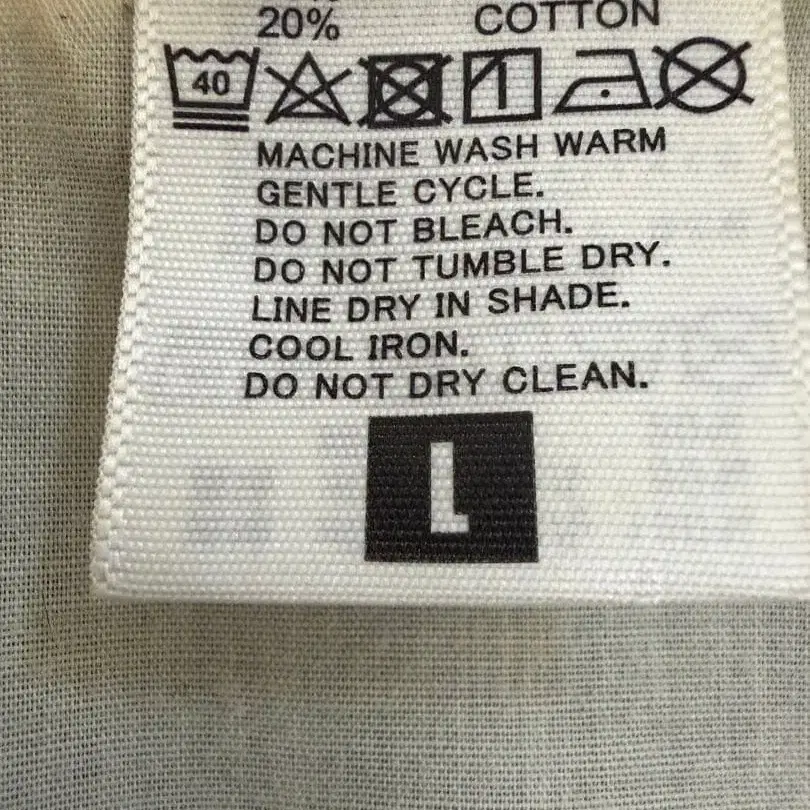 20% COTTON
40
MACHINE WASH WARM
GENTLE CYCLE.
DO NOT BLEACH.
DO NOT TUMBLE DRY.
LINE DRY IN SHADE.
COOL IRON.
DO NOT DRY CLEAN.
L